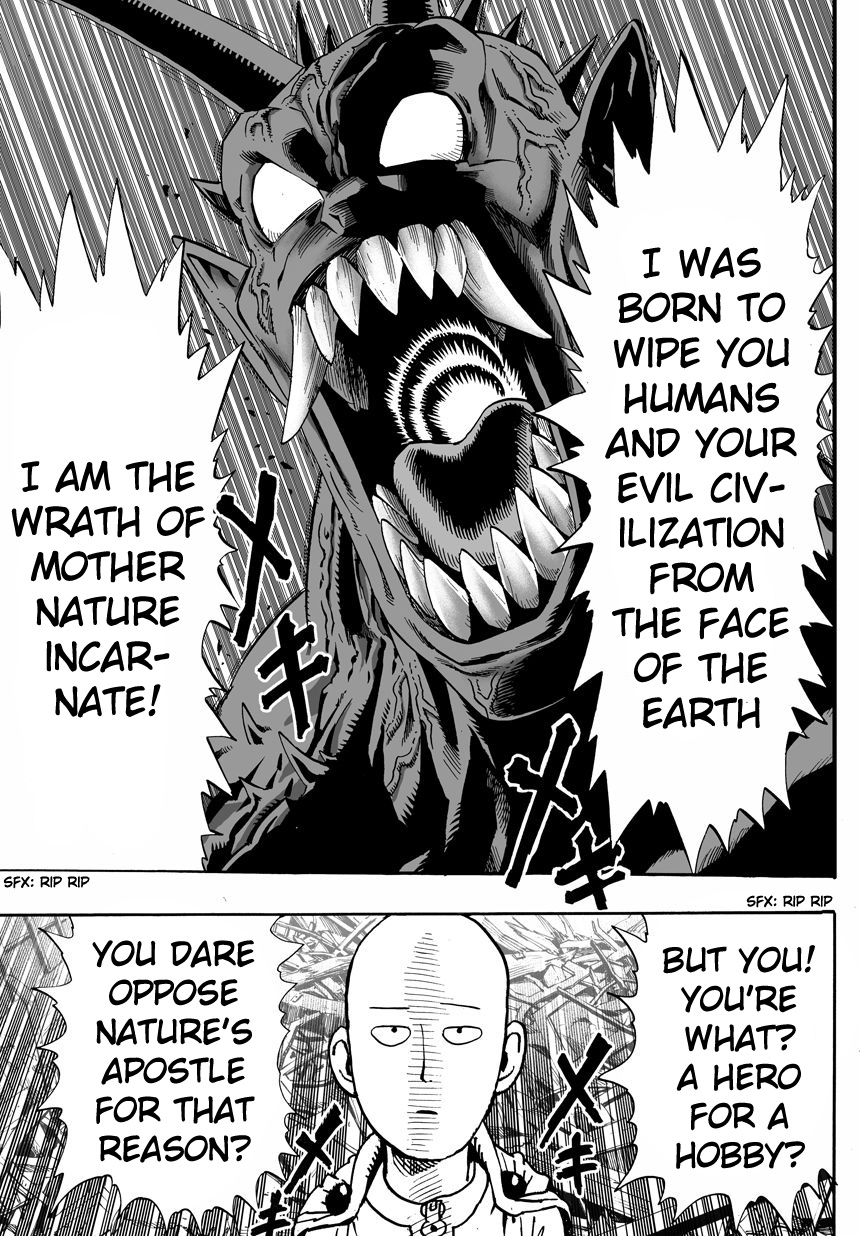 I WAS
BORN TO
WIPE YOU
HUMANS
AND YOUR
EVIL CIV-
ILIZATION
FROM
THE FACE
OF THE
EARTH
I AM THE
WRATH OF
MOTHER
NATURE
INCAR-
NATE!
メキ
メキ
SFX: RIP RIP
SFX: RIP RIP
BUT YOU!
YOU'RE
WHAT?
A HERO
FOR A
HOBBY?
YOU DARE
OPPOSE
NATURE'S
APOSTLE
FOR THAT
REASON?
メキ
メキ